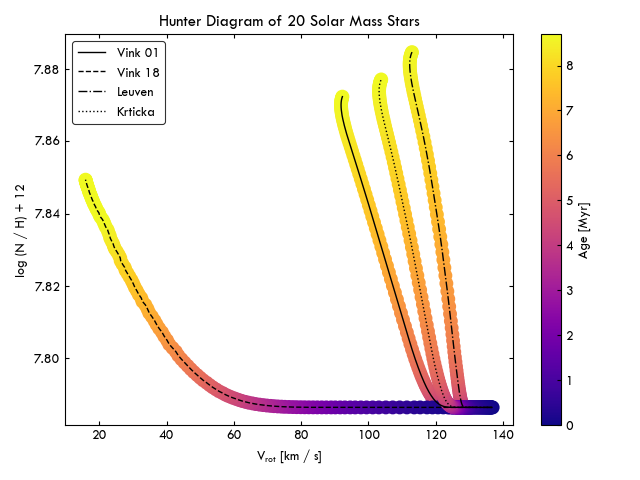 Hunter Diagram of 20 Solar Mass Stars
Vink 01
Vink 18
Leuven
Krticka
7.88
7.86
7.84
7.82
7.80
log (N / H) + 12
20
40
60
80
100
120
140
V_rot [km / s]
8
7
6
5
4
3
2
1
0
Age [Myr]